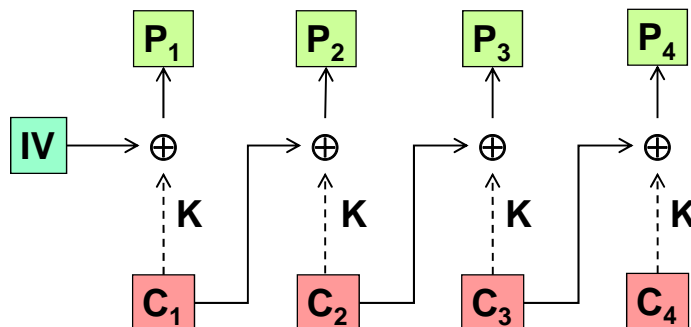 P₁ P₂ P₃ P₄
IV
K K K K
C₁ C₂ C₃ C₄